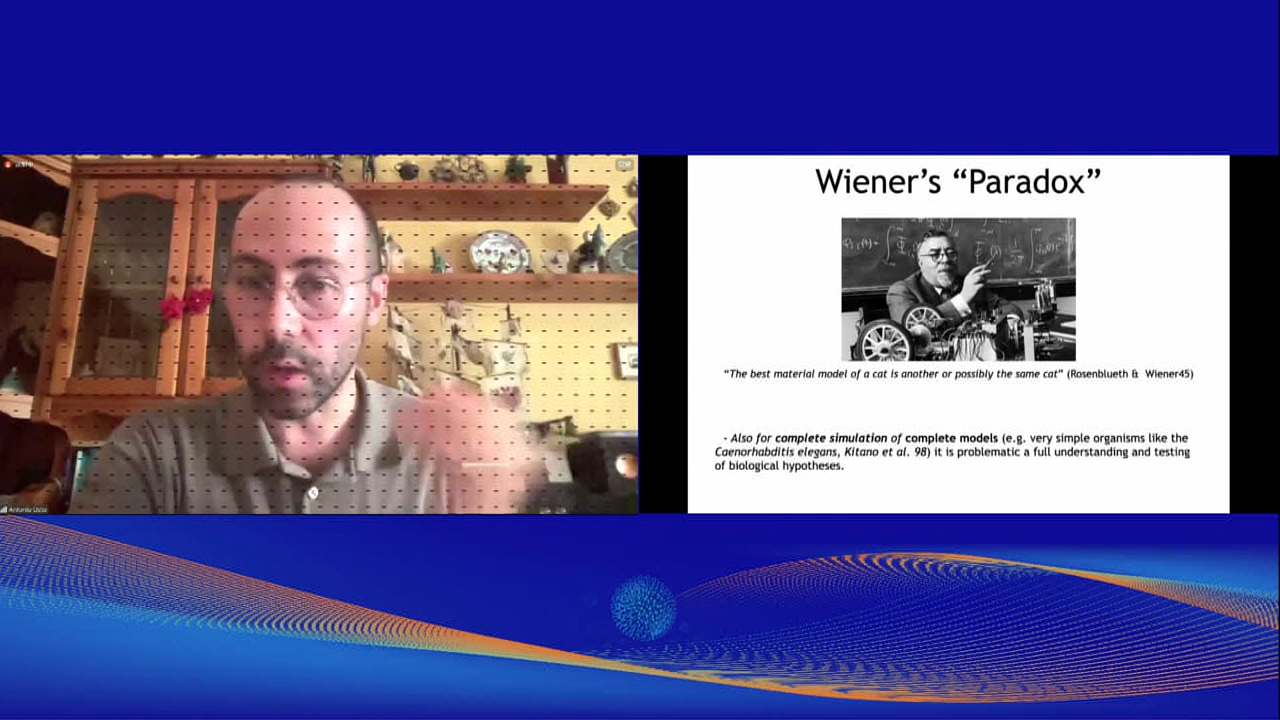 Wiener's “Paradox”
“The best material model of a cat is another or possibly the same cat” (Rosenblueth & Wiener45)
- Also for complete simulation of complete models (e.g. very simple organisms like the
Caenorhabditis elegans, Kitano et al. 98) it is problematic a full understanding and testing
of biological hypotheses.